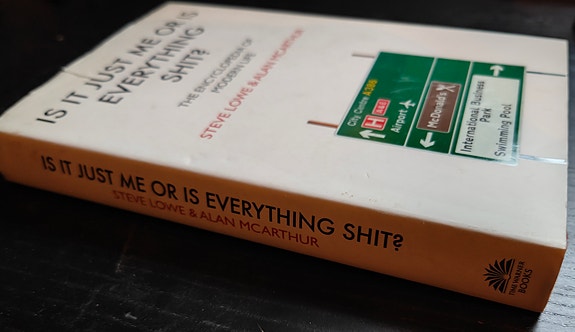 IS IT JUST ME OR IS
EVERYTHING
SHIT?
THE ENCYCLOPEDIA OF
MODERN LIFE
STEVE LOWE & ALAN MCARTHUR
City Centre A386
H A&E
Airport
McDonald's
International Business
Park
Swimming Pool
IS IT JUST ME OR IS EVERYTHING SHIT?
STEVE LOWE & ALAN MCARTHUR
TIME WARNER
BOOKS